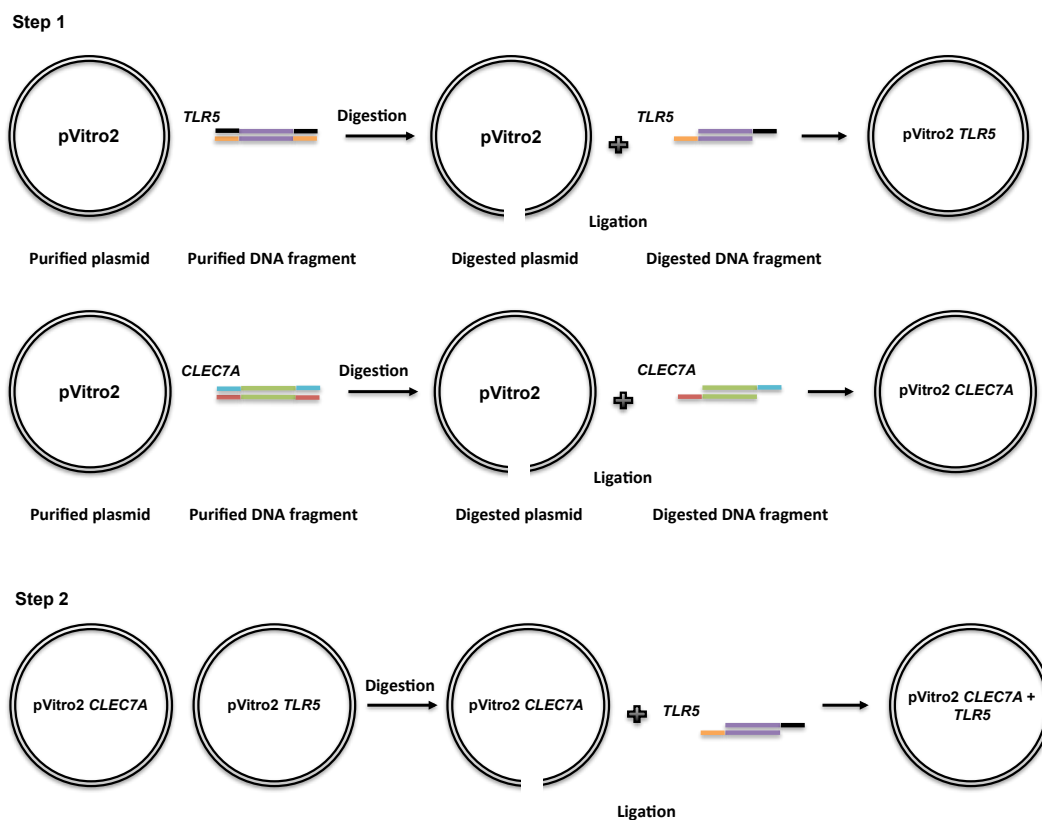 Step 1
TLR5
Digestion
TLR5
pVitro2
pVitro2
pVitro2 TLR5
Ligation
Purified plasmid
Purified DNA fragment
Digested plasmid
Digested DNA fragment
CLEC7A
Digestion
CLEC7A
pVitro2
pVitro2
pVitro2 CLEC7A
Ligation
Purified plasmid
Purified DNA fragment
Digested plasmid
Digested DNA fragment
Step 2
pVitro2 CLEC7A
pVitro2 TLR5
Digestion
pVitro2 CLEC7A
TLR5
pVitro2 CLEC7A +
TLR5
Ligation